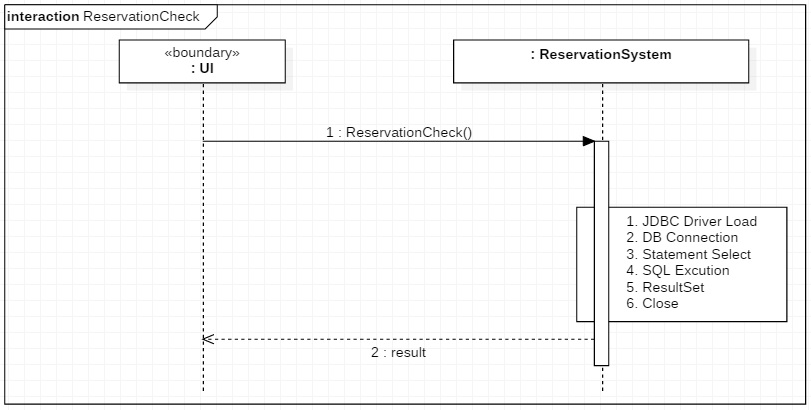 interaction ReservationCheck
«boundary»
: UI
: ReservationSystem
1 : ReservationCheck()
1. JDBC Driver Load
2. DB Connection
3. Statement Select
4. SQL Excution
5. ResultSet
6. Close
2 : result